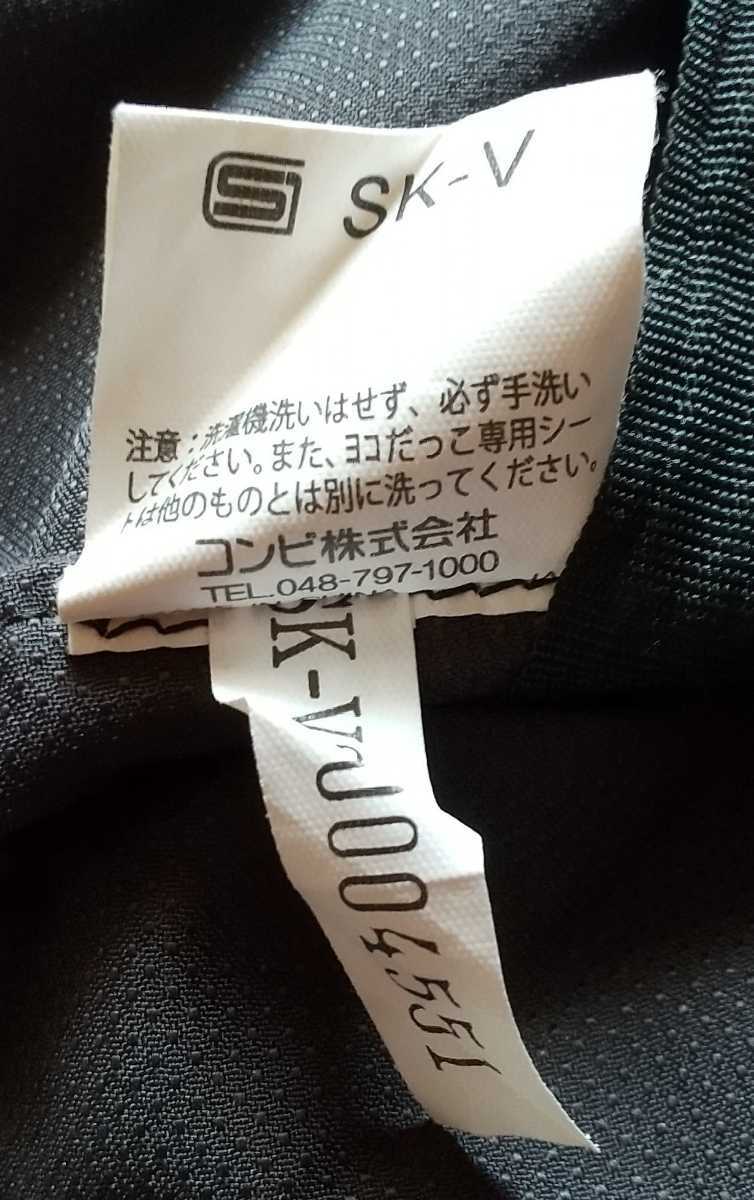 SK-V
注意：洗濯機洗いはせず、必ず手洗い
してください。また、ヨコだっこ専用シー
トは他のものとは別に洗ってください。
コンビ株式会社
TEL.048-797-1000
SK-VJ004551